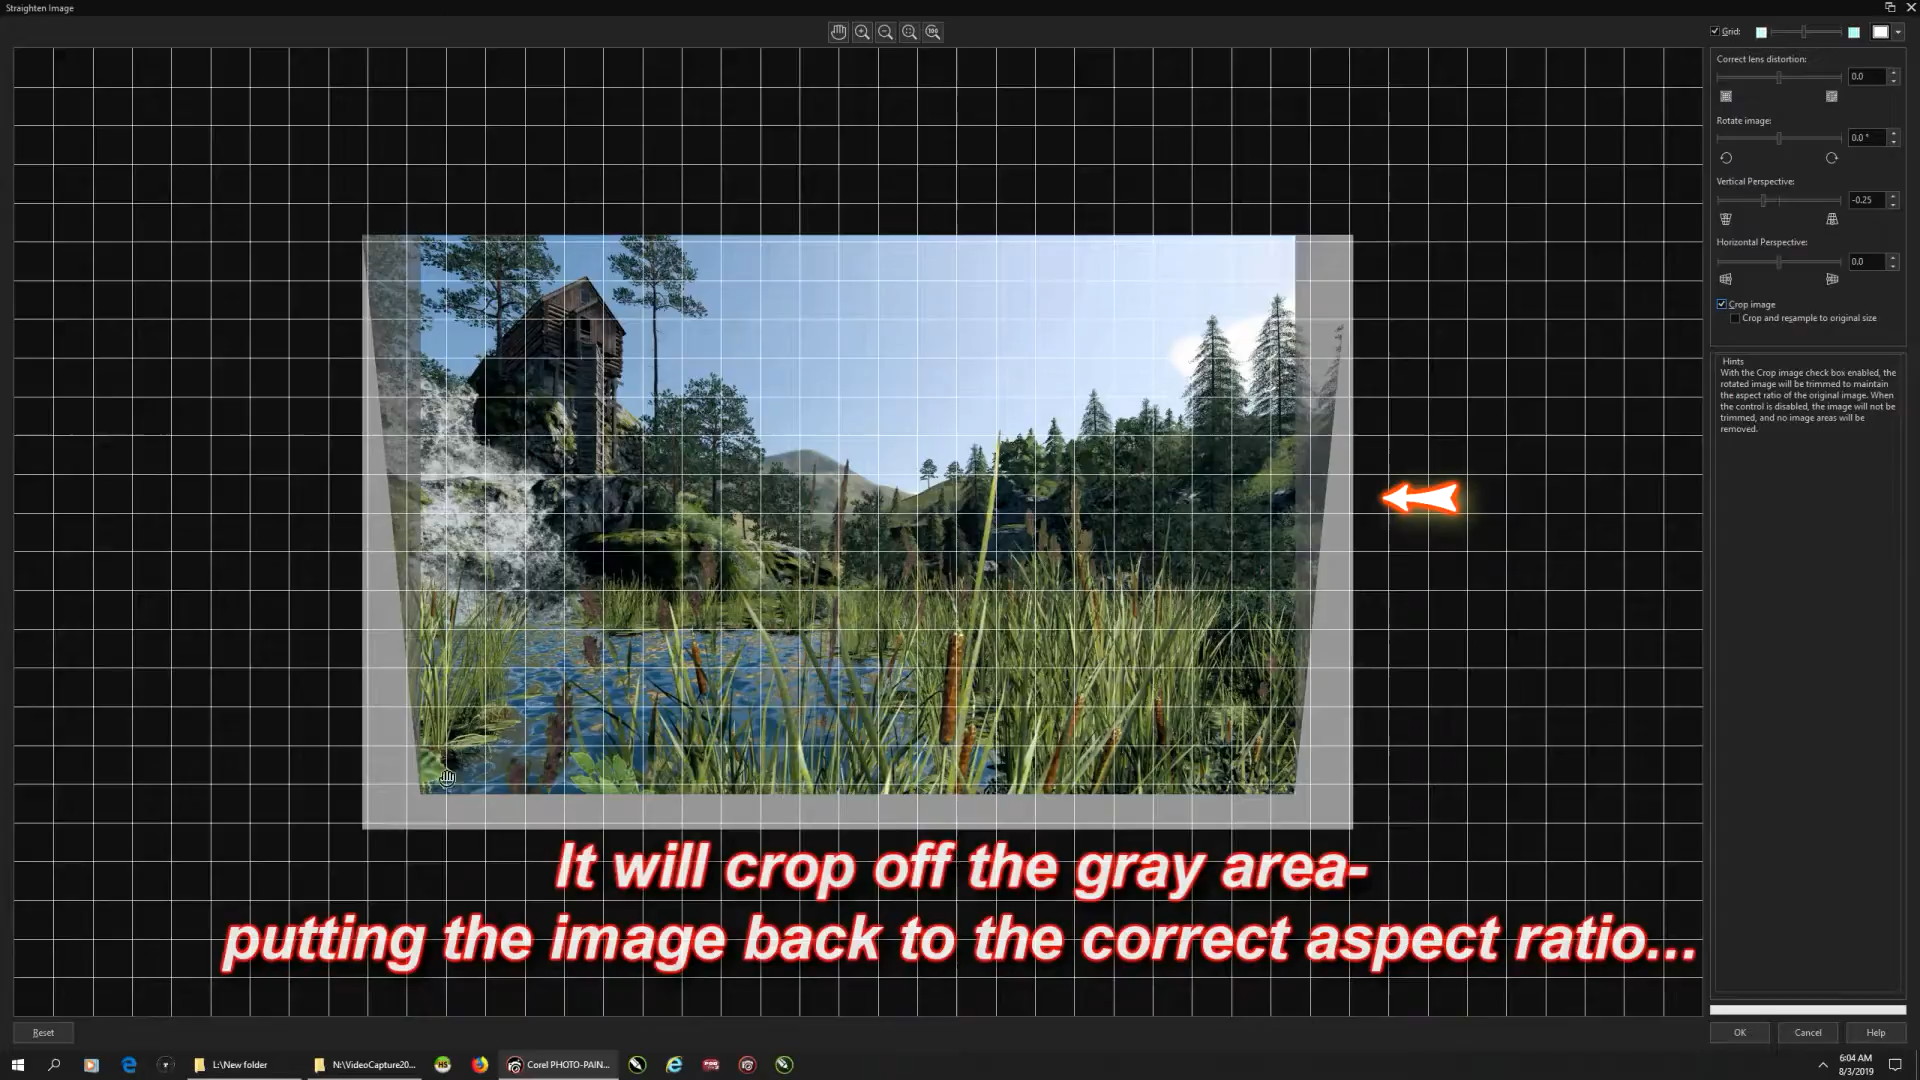 Straighten Image
100
Grid:
Correct lens distortion:
0.0
Rotate image:
0.0 °
Vertical Perspective:
-0.25
Horizontal Perspective:
0.0
Crop image
Crop and resample to original size
Hints
With the Crop image check box enabled, the
rotated image will be trimmed to maintain
the aspect ratio of the original image. When
the control is disabled, the image will not be
trimmed, and no image areas will be
removed.
It will crop off the gray area-
putting the image back to the correct aspect ratio...
Reset
OK
Cancel
Help
L:\New folder
N:\VideoCapture20...
HS
Corel PHOTO-PAIN...
6:04 AM
8/3/2019